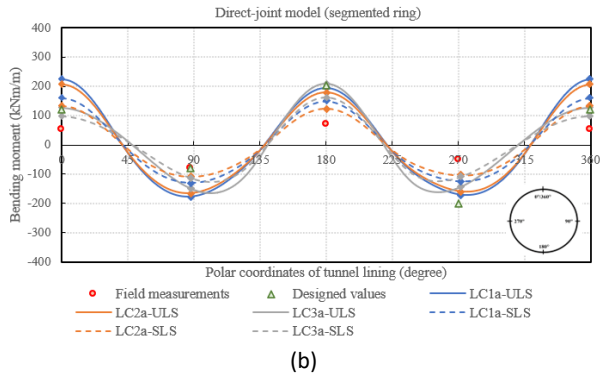 Direct-joint model (segmented ring)
Bending moment (kNm/m)
400
300
200
100
0
-100
-200
-300
-400
0 45 90 135 180 225 270 315 360
0°/360°
270° 90°
180°
Polar coordinates of tunnel lining (degree)
Field measurements Designed values LC1a-ULS
LC2a-ULS LC3a-ULS LC1a-SLS
LC2a-SLS LC3a-SLS
(b)